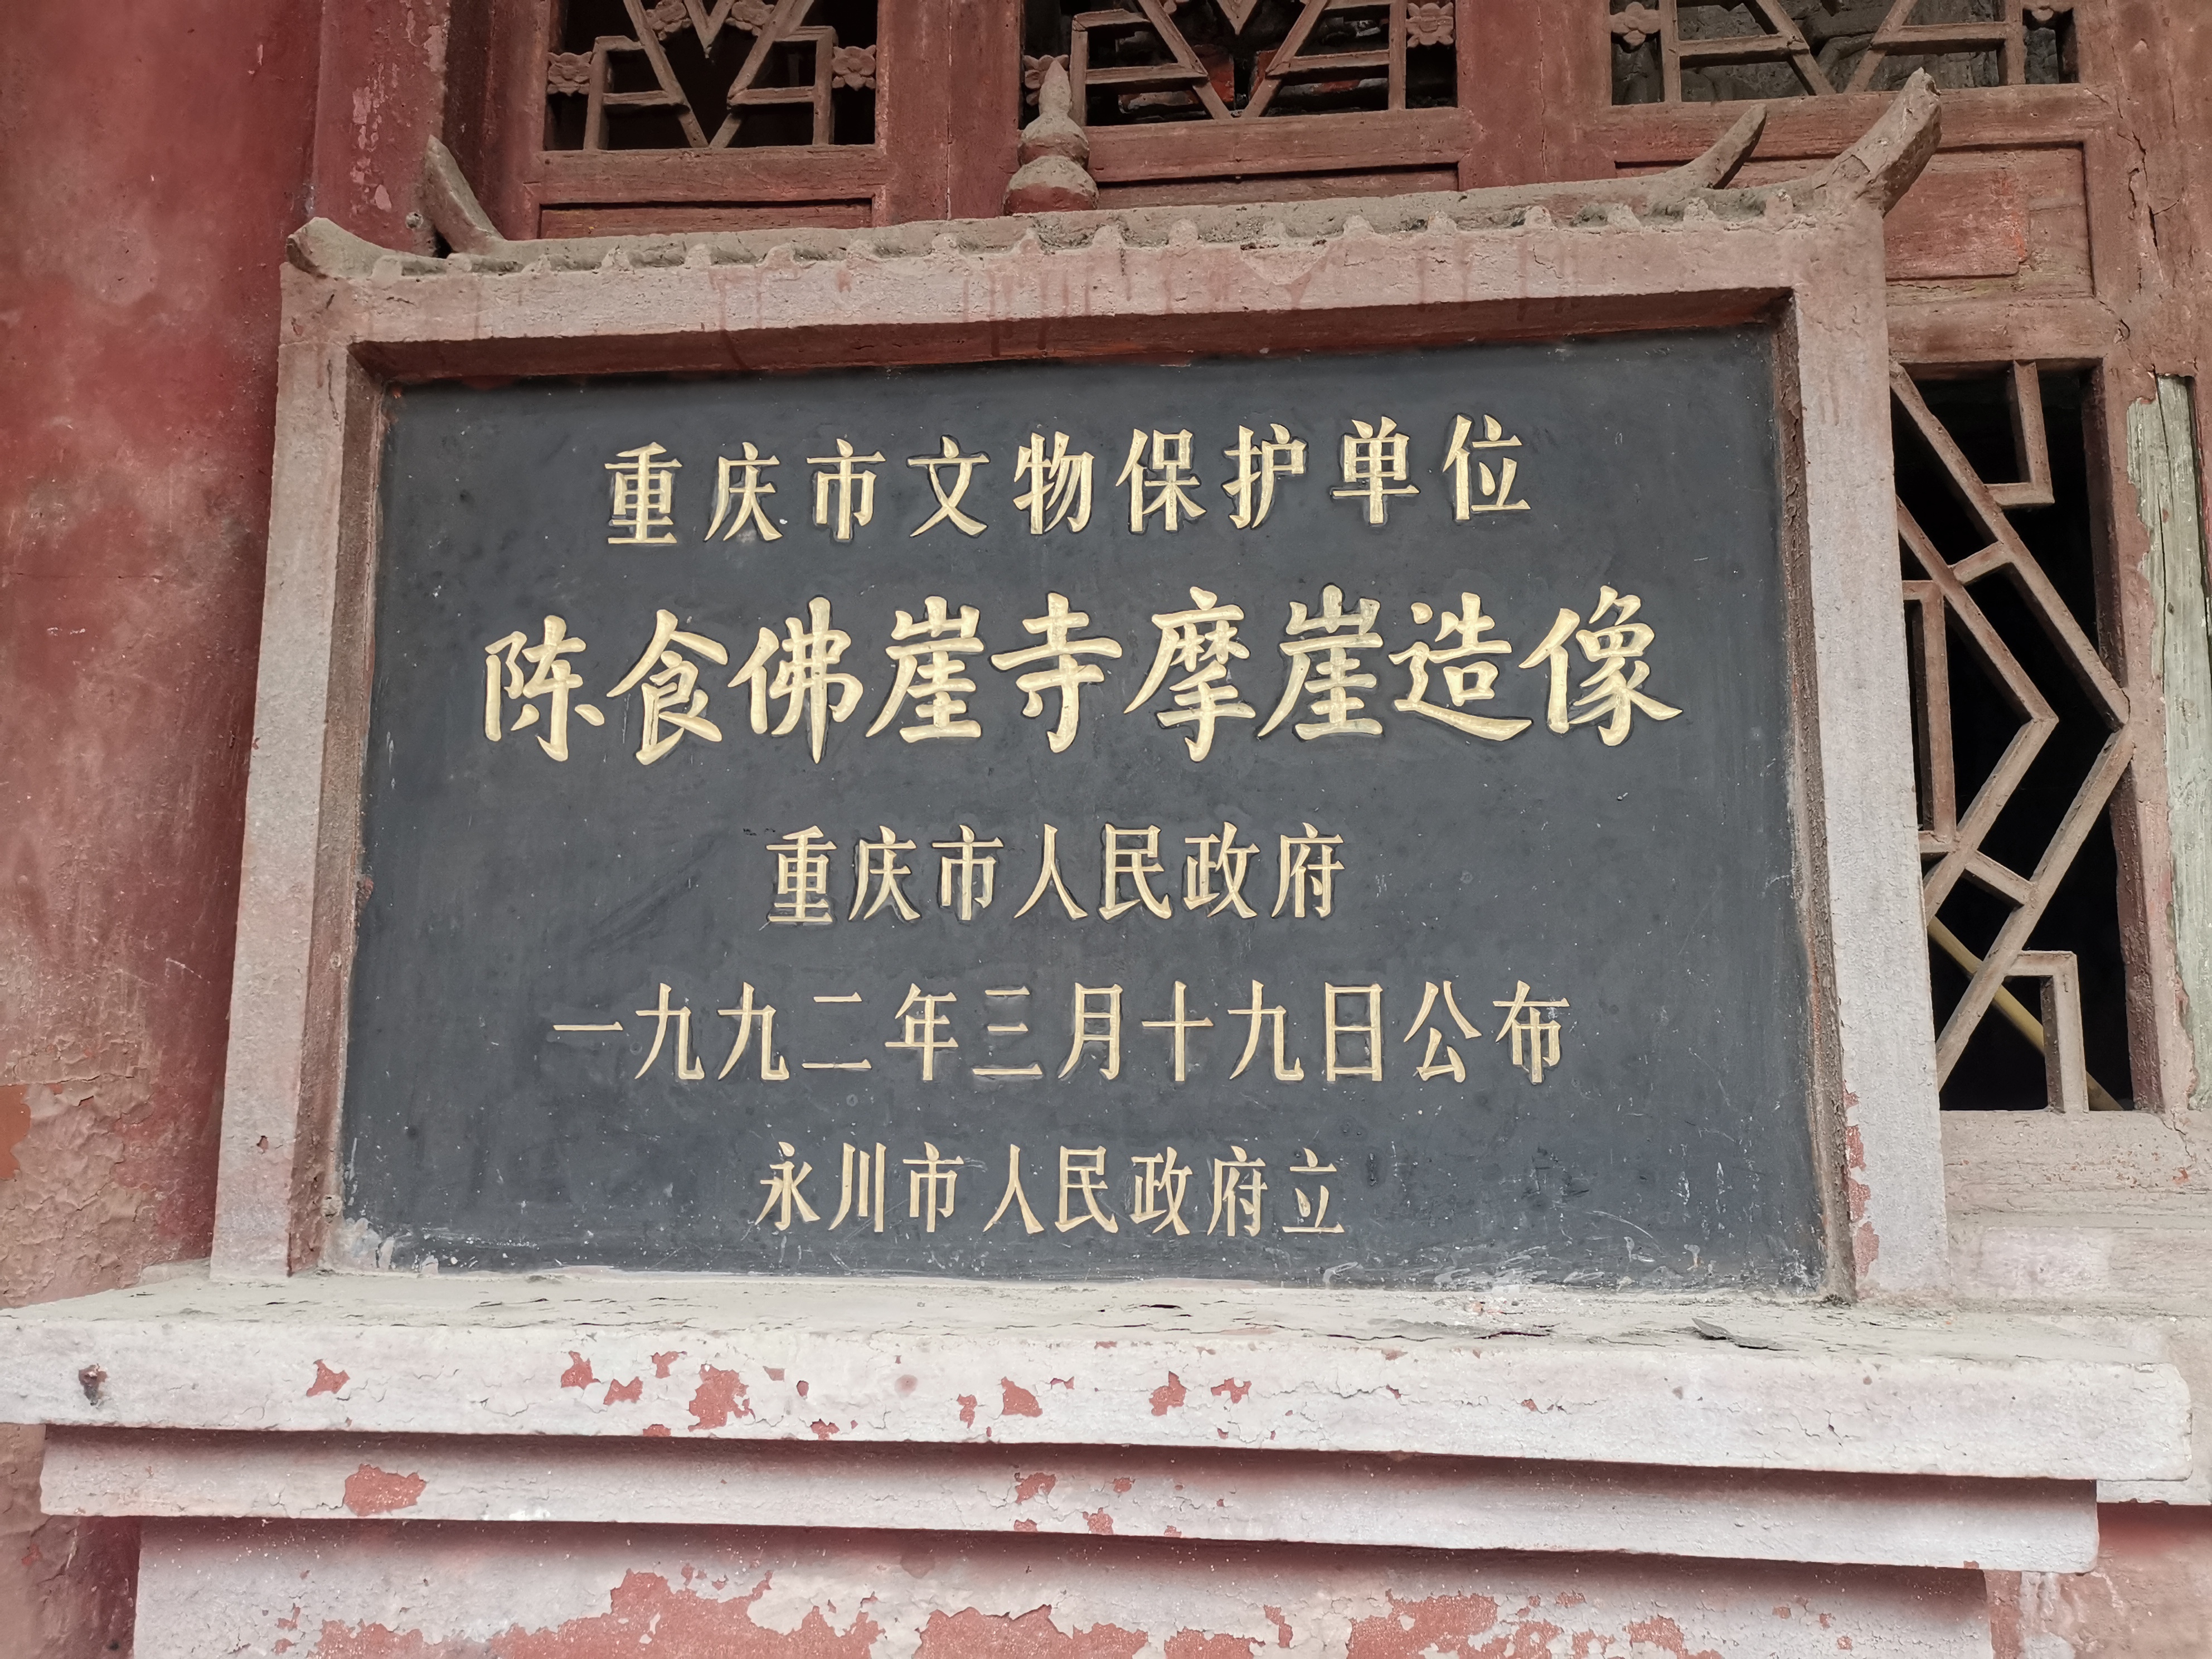 重庆市文物保护单位
陈食佛崖寺摩崖造像
重庆市人民政府
一九九二年三月十九日公布
永川市人民政府立